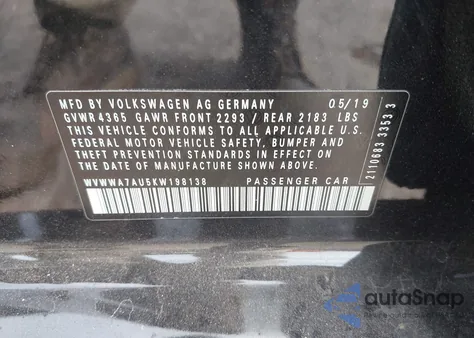 MFD BY VOLKSWAGEN AG GERMANY 05/19
GVWR 4365 GAWR FRONT 2293 / REAR 2183 LBS
THIS VEHICLE CONFORMS TO ALL APPLICABLE U.S.
FEDERAL MOTOR VEHICLE SAFETY, BUMPER, AND
THEFT PREVENTION STANDARDS IN EFFECT ON THE
DATE OF MANUFACTURE SHOWN ABOVE.
WVWWA7AU5KW198138 PASSENGER CAR
2110683 3353 3
autoSnap